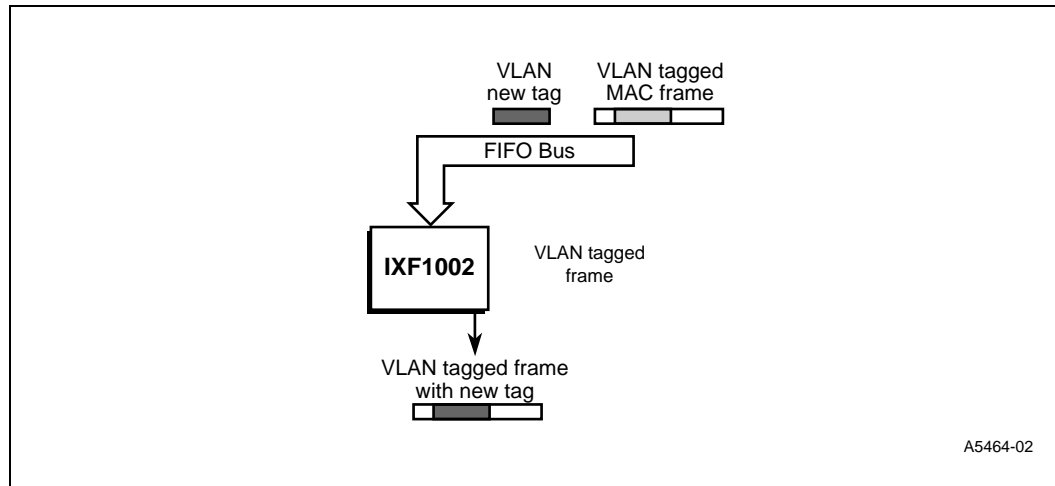 VLAN
new tag
VLAN tagged
MAC frame
FIFO Bus
IXF1002
VLAN tagged
frame
VLAN tagged frame
with new tag
A5464-02